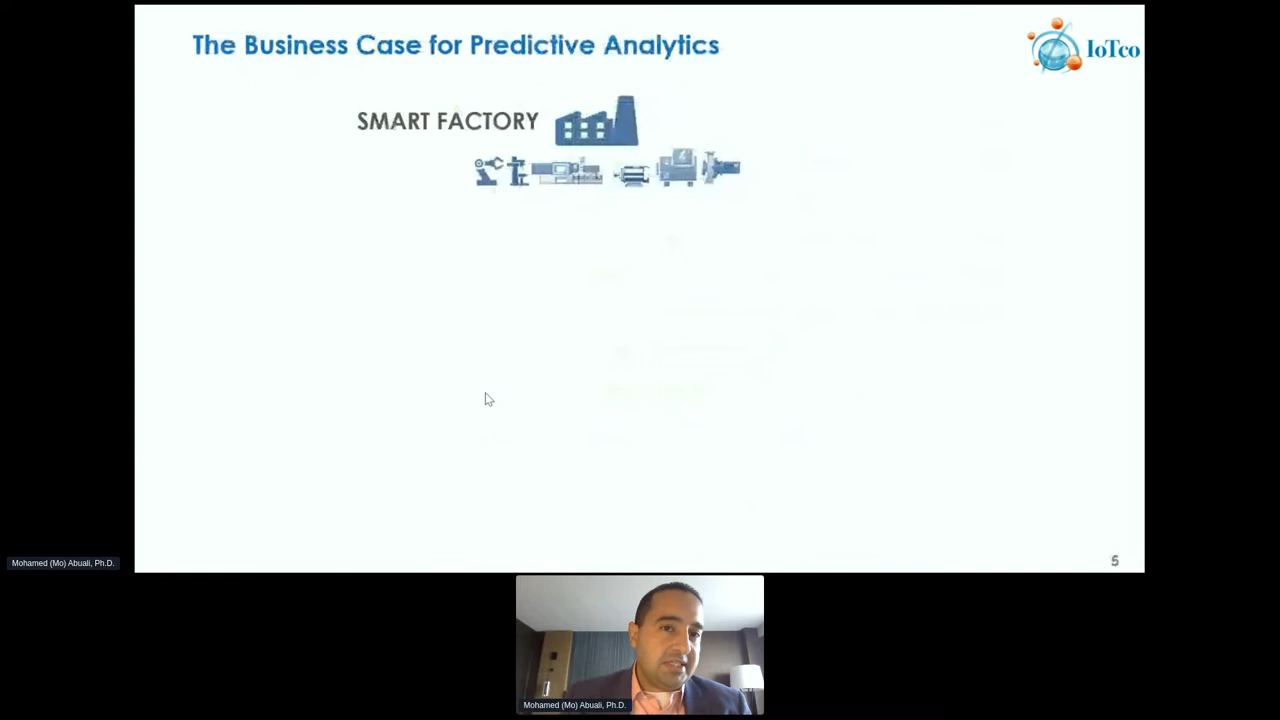 The Business Case for Predictive Analytics
IoTco
SMART FACTORY
5
Mohamed (Mo) Abuali, Ph.D.
Mohamed (Mo) Abuali, Ph.D.